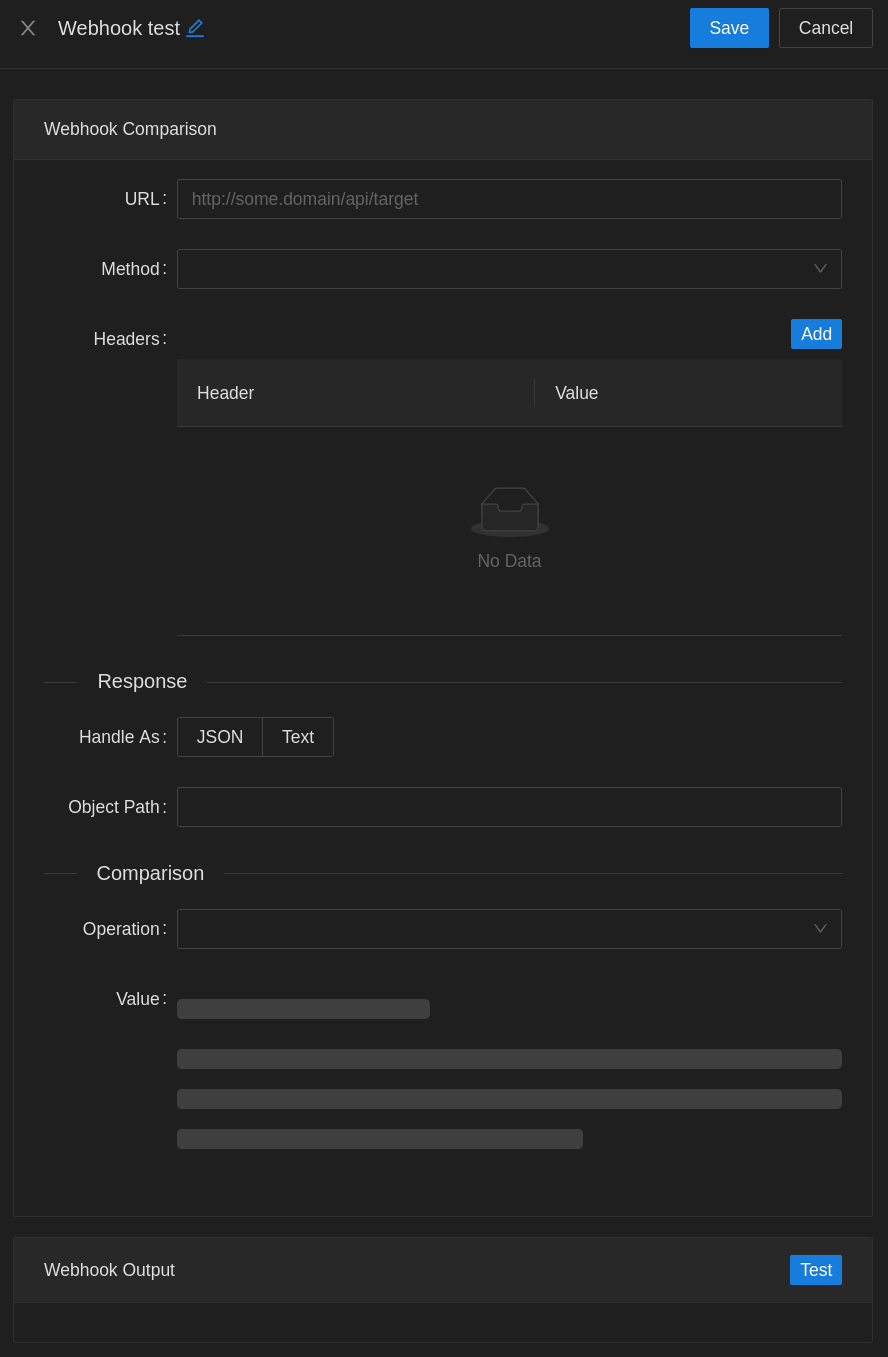 Webhook test
Save
Cancel
Webhook Comparison
URL:
http://some.domain/api/target
Method:
Headers:
Add
Header
Value
No Data
Response
Handle As:
JSON
Text
Object Path:
Comparison
Operation:
Value:
Webhook Output
Test